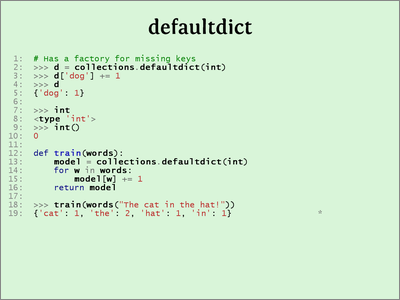 defaultdict
1: # Has a factory for missing keys
2: >>> d = collections.defaultdict(int)
3: >>> d['dog'] += 1
4: >>> d
5: {'dog': 1}
6:
7: >>> int
8: <type 'int'>
9: >>> int()
10: 0
11:
12: def train(words):
13:     model = collections.defaultdict(int)
14:     for w in words:
15:         model[w] += 1
16:     return model
17:
18: >>> train(words("The cat in the hat!"))
19: {'cat': 1, 'the': 2, 'hat': 1, 'in': 1}